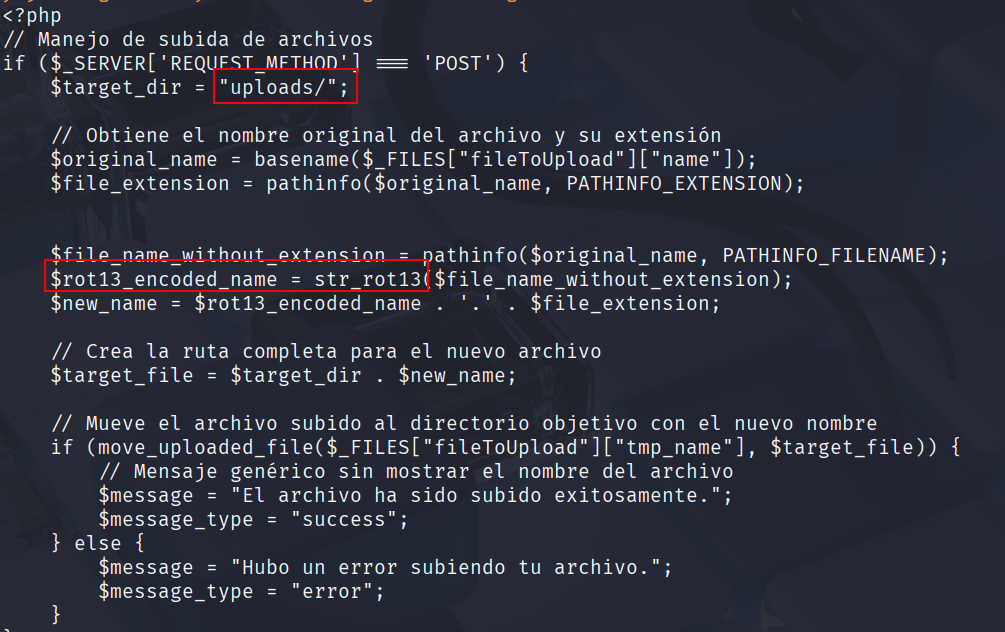 <?php
// Manejo de subida de archivos
if ($_SERVER['REQUEST_METHOD'] === 'POST') {
    $target_dir = "uploads/";

    // Obtiene el nombre original del archivo y su extensión
    $original_name = basename($_FILES["fileToUpload"]["name"]);
    $file_extension = pathinfo($original_name, PATHINFO_EXTENSION);

    $file_name_without_extension = pathinfo($original_name, PATHINFO_FILENAME);
    $rot13_encoded_name = str_rot13($file_name_without_extension);
    $new_name = $rot13_encoded_name . '.' . $file_extension;

    // Crea la ruta completa para el nuevo archivo
    $target_file = $target_dir . $new_name;

    // Mueve el archivo subido al directorio objetivo con el nuevo nombre
    if (move_uploaded_file($_FILES["fileToUpload"]["tmp_name"], $target_file)) {
        // Mensaje genérico sin mostrar el nombre del archivo
        $message = "El archivo ha sido subido exitosamente.";
        $message_type = "success";
    } else {
        $message = "Hubo un error subiendo tu archivo.";
        $message_type = "error";
    }